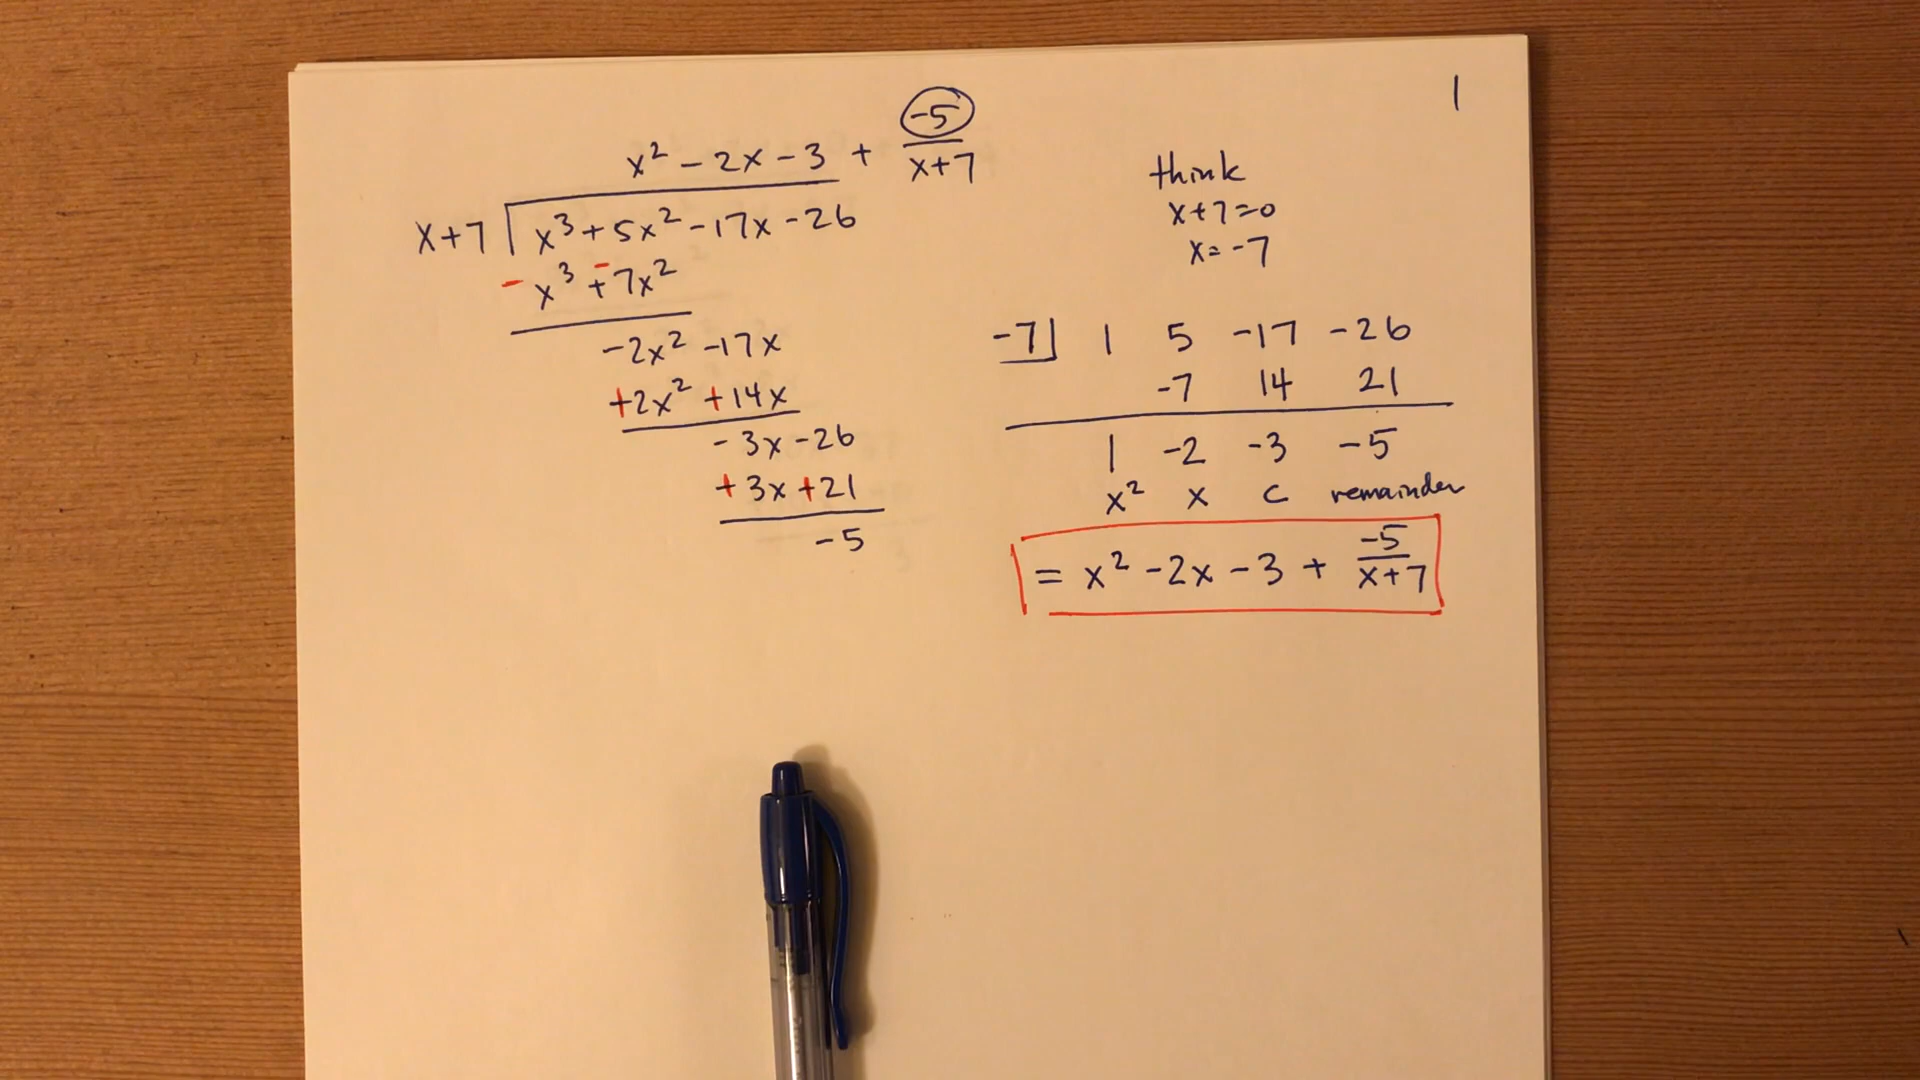 1
x² - 2x - 3 + -5/(x+7)
x+7 | x³ + 5x² - 17x - 26
- x³ +- 7x²
-2x² - 17x
+2x² + 14x
-3x - 26
+3x + 21
-5
think
x+7=0
x= -7
-7| 1 5 -17 -26
-7 14 21
1 -2 -3 -5
x² x c remainder
= x² - 2x - 3 + -5/(x+7)